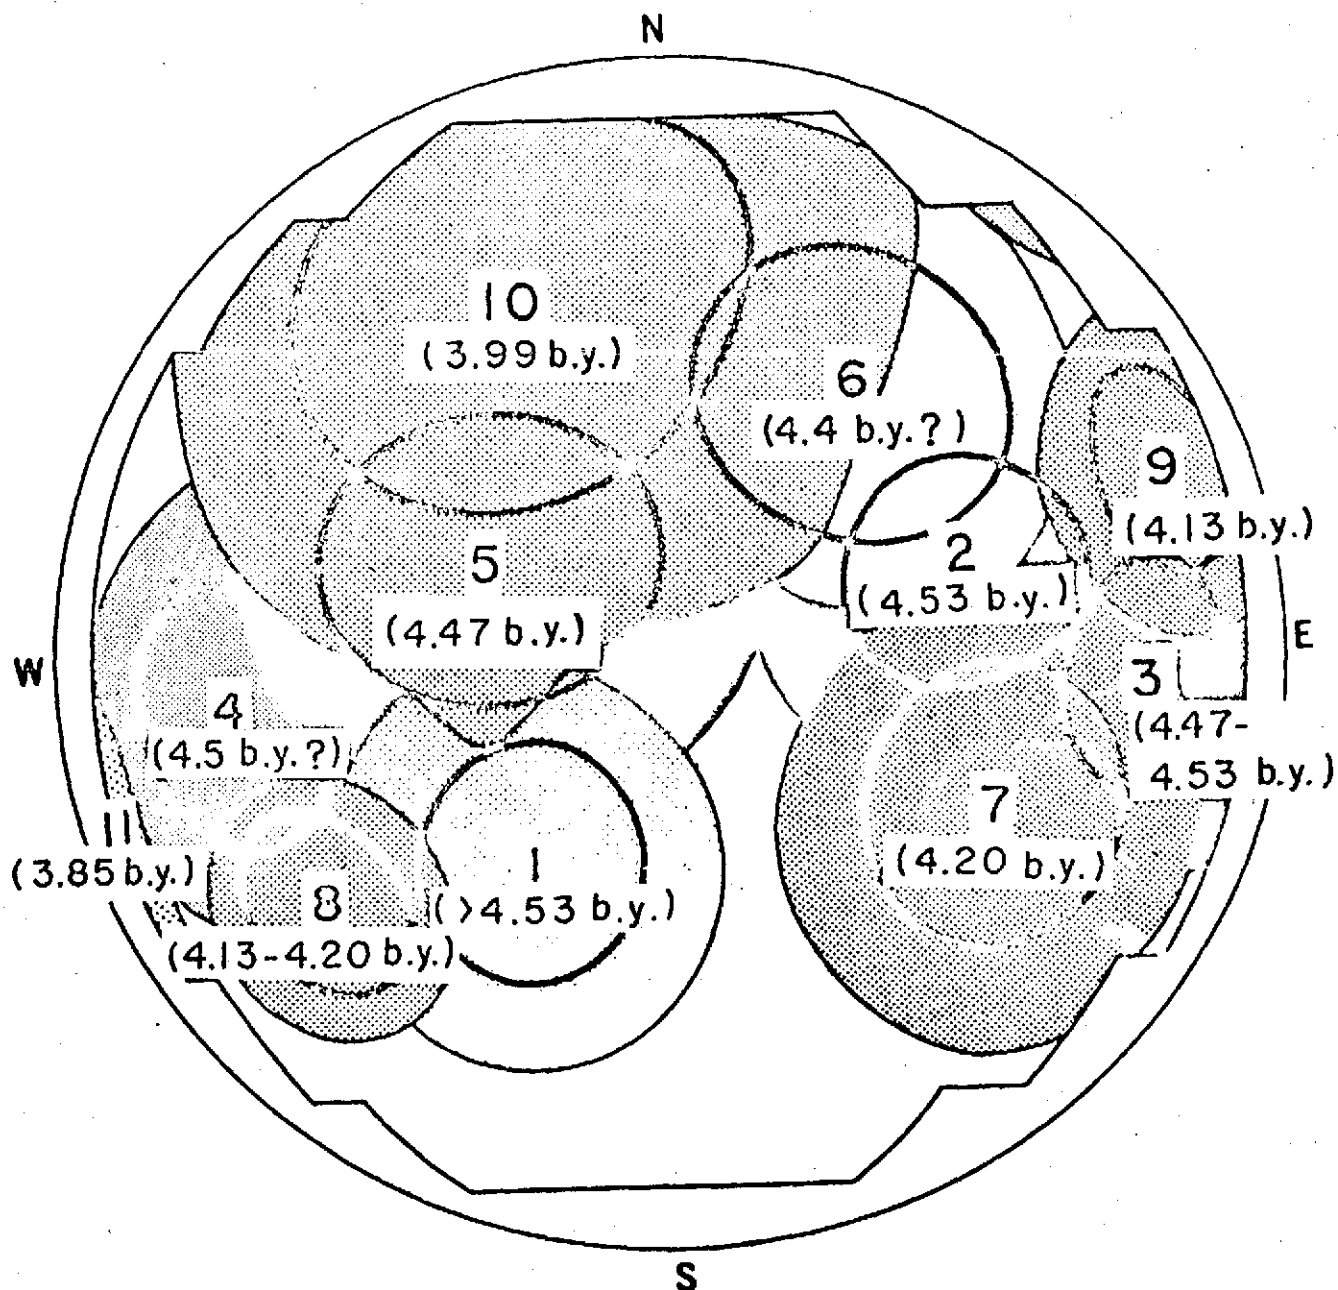 N
10
(3.99 b.y.)
6
(4.4 b.y.?)
9
(4.13 b.y.)
2
(4.53 b.y.)
5
(4.47 b.y.)
E
W
3
(4.47-
4.53 b.y.)
4
(4.5 b.y.?)
7
(4.20 b.y.)
11
(3.85 b.y.)
1
(>4.53 b.y.)
8
(4.13-4.20 b.y.)
S